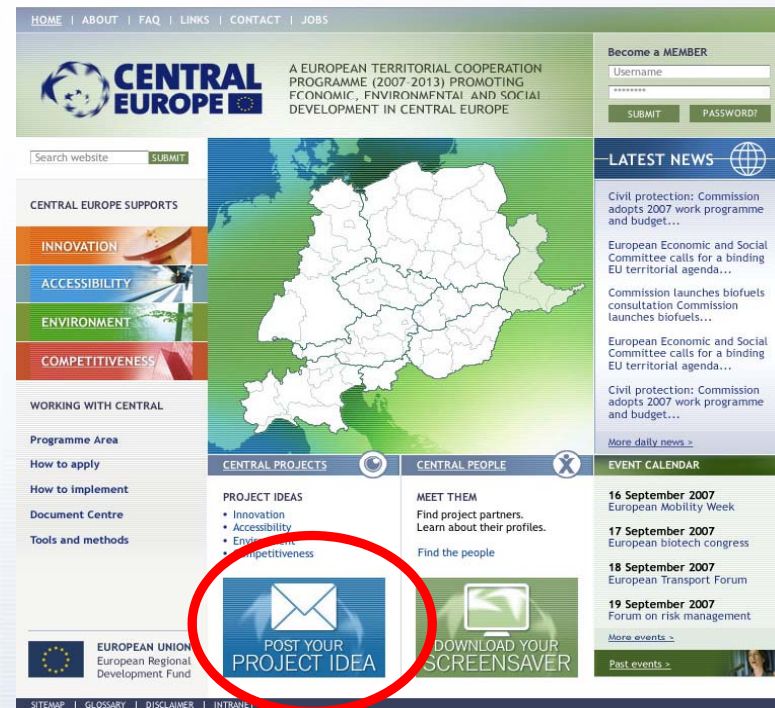 HOME | ABOUT | FAQ | LINKS | CONTACT | JOBS
CENTRAL
EUROPE
A EUROPEAN TERRITORIAL COOPERATION
PROGRAMME (2007-2013) PROMOTING
ECONOMIC, ENVIRONMENTAL AND SOCIAL
DEVELOPMENT IN CENTRAL EUROPE
Become a MEMBER
Username
********
SUBMIT
PASSWORD?
Search website
SUBMIT
CENTRAL EUROPE SUPPORTS
INNOVATION
ACCESSIBILITY
ENVIRONMENT
COMPETITIVENESS
WORKING WITH CENTRAL
Programme Area
How to apply
How to implement
Document Centre
Tools and methods
EUROPEAN UNION
European Regional
Development Fund
CENTRAL PROJECTS
PROJECT IDEAS
• Innovation
• Accessibility
• Environment
• Competitiveness
POST YOUR
PROJECT IDEA
CENTRAL PEOPLE
MEET THEM
Find project partners.
Learn about their profiles.
Find the people
DOWNLOAD YOUR
SCREENSAVER
LATEST NEWS
Civil protection: Commission
adopts 2007 work programme
and budget...
European Economic and Social
Committee calls for a binding
EU territorial agenda...
Commission launches biofuels
consultation Commission
launches biofuels...
European Economic and Social
Committee calls for a binding
EU territorial agenda...
Civil protection: Commission
adopts 2007 work programme
and budget...
More daily news >
EVENT CALENDAR
16 September 2007
European Mobility Week
17 September 2007
European biotech congress
18 September 2007
European Transport Forum
19 September 2007
Forum on risk management
More events >
Past events >
SITEMAP | GLOSSARY | DISCLAIMER | INTRANET